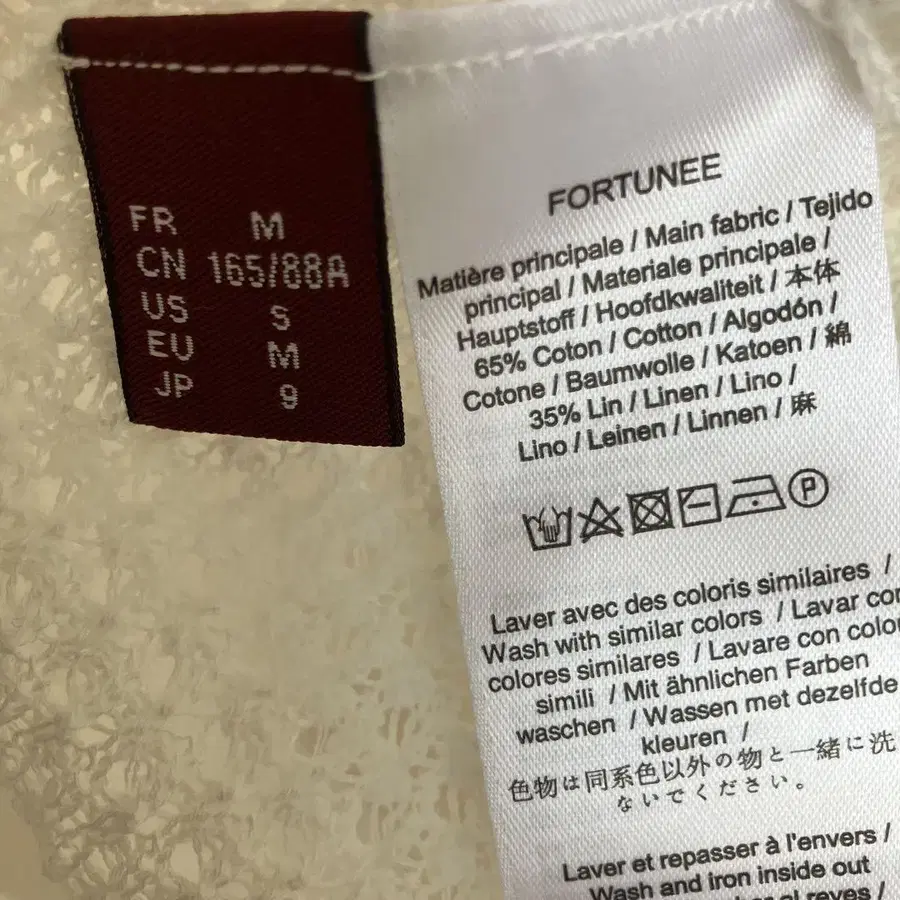 FR M
CN 165/88A
US S
EU M
JP 9
FORTUNEE
Matière principale / Main fabric / Tejido
principal / Materiale principale /
Hauptstoff / Hoofdkwaliteit / 本体
65% Coton / Cotton / Algodón /
Cotone / Baumwolle / Katoen / 綿
35% Lin / Linen / Lino /
Lino / Leinen / Linnen / 麻
P
Laver avec des coloris similaires /
Wash with similar colors / Lavar con
colores similares / Lavare con colori
simili / Mit ähnlichen Farben
waschen / Wassen met dezelfde
kleuren /
色物は同系色以外の物と一緒に洗
ないでください。
Laver et repasser à l'envers /
Wash and iron inside out
al reves /